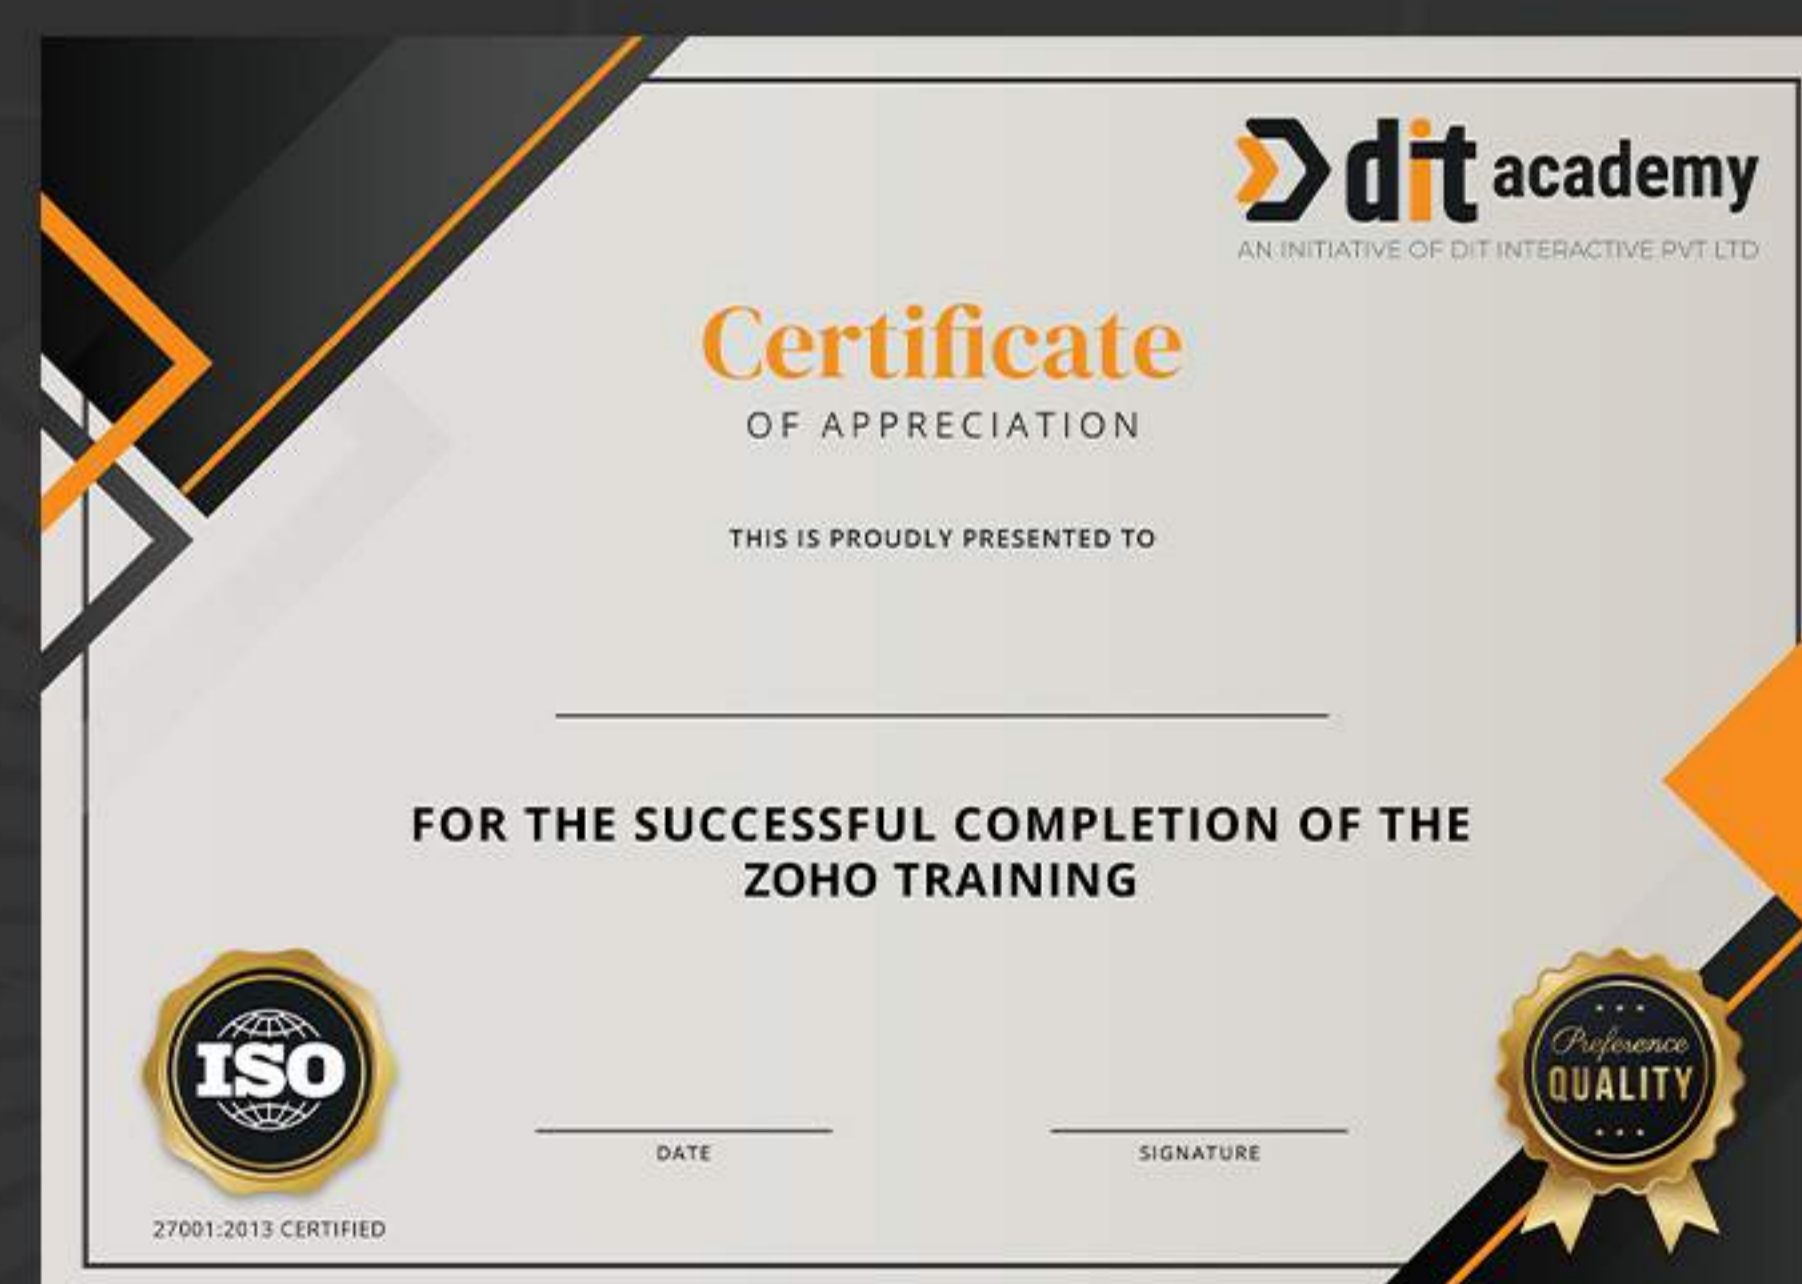 dit academy
AN INITIATIVE OF DIT INTERACTIVE PVT LTD
Certificate
OF APPRECIATION
THIS IS PROUDLY PRESENTED TO
FOR THE SUCCESSFUL COMPLETION OF THE
ZOHO TRAINING
ISO
27001:2013 CERTIFIED
DATE
SIGNATURE
Preference
QUALITY